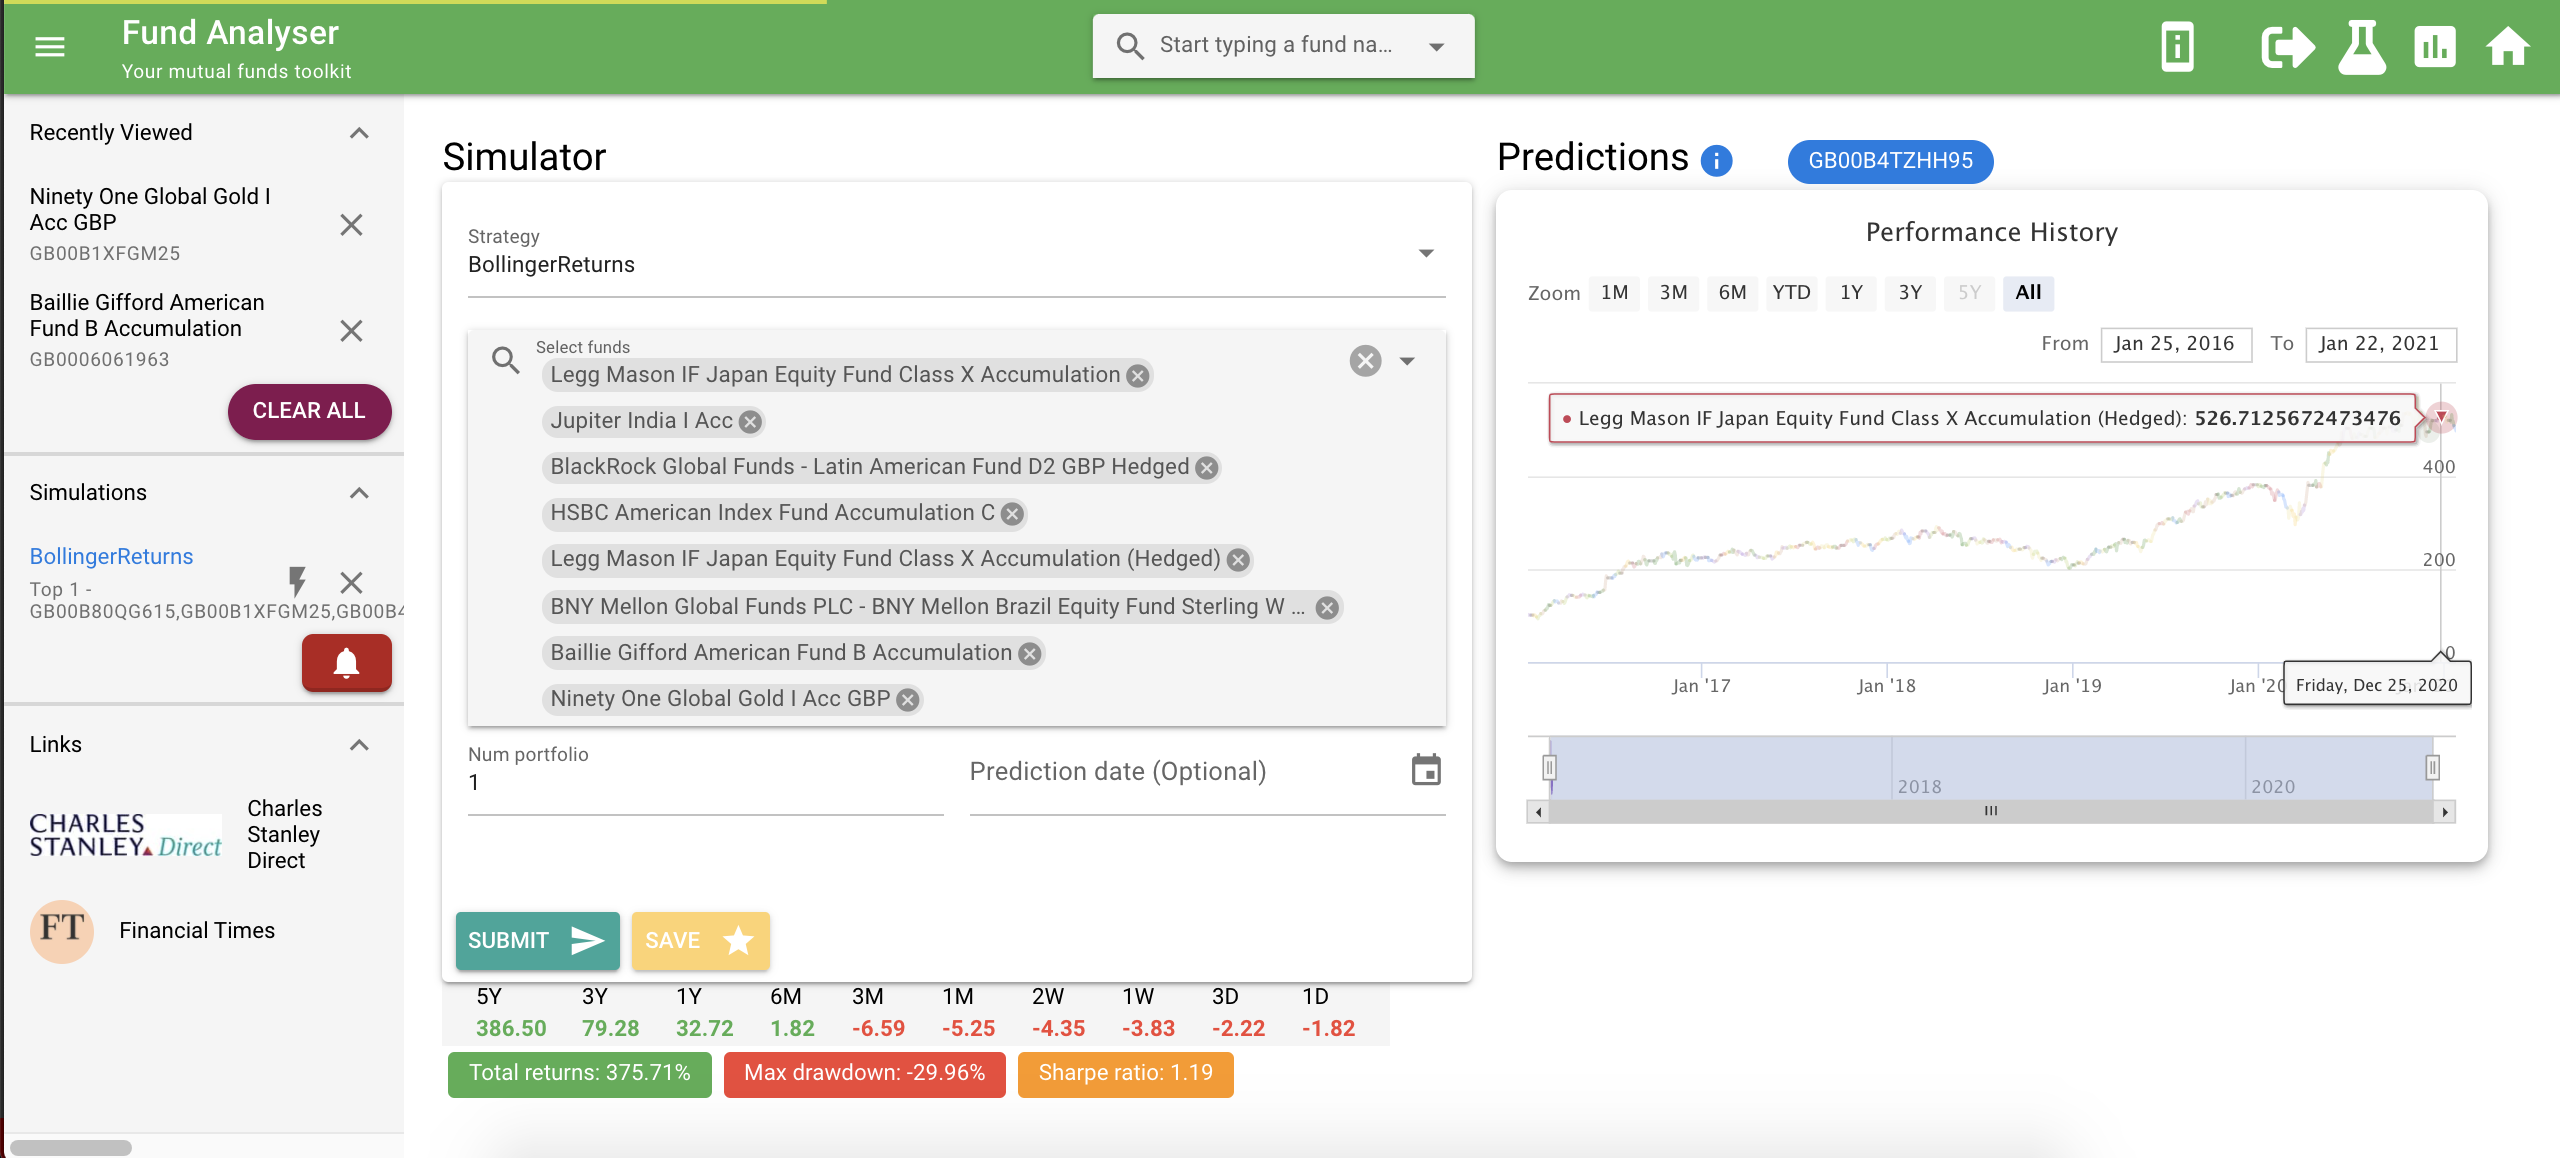 Fund Analyser
Your mutual funds toolkit
Start typing a fund na...
Recently Viewed
Ninety One Global Gold I
Acc GBP
GB00B1XFGM25
Baillie Gifford American
Fund B Accumulation
GB0006061963
CLEAR ALL
Simulations
BollingerReturns
Top 1 -
GB00B80QG615,GB00B1XFGM25,GB00B4
Links
CHARLES
STANLEY Direct
Charles
Stanley
Direct
FT
Financial Times
Simulator
Strategy
BollingerReturns
Select funds
Legg Mason IF Japan Equity Fund Class X Accumulation
Jupiter India I Acc
BlackRock Global Funds - Latin American Fund D2 GBP Hedged
HSBC American Index Fund Accumulation C
Legg Mason IF Japan Equity Fund Class X Accumulation (Hedged)
BNY Mellon Global Funds PLC - BNY Mellon Brazil Equity Fund Sterling W ...
Baillie Gifford American Fund B Accumulation
Ninety One Global Gold I Acc GBP
Num portfolio
1
Prediction date (Optional)
SUBMIT
SAVE
5Y 3Y 1Y 6M 3M 1M 2W 1W 3D 1D
386.50 79.28 32.72 1.82 -6.59 -5.25 -4.35 -3.83 -2.22 -1.82
Total returns: 375.71%
Max drawdown: -29.96%
Sharpe ratio: 1.19
Predictions
GB00B4TZHH95
Performance History
Zoom 1M 3M 6M YTD 1Y 3Y 5Y All
From Jan 25, 2016 To Jan 22, 2021
Legg Mason IF Japan Equity Fund Class X Accumulation (Hedged): 526.7125672473476
400
200
0
Jan '17 Jan '18 Jan '19 Jan '20
Friday, Dec 25, 2020
2018 2020